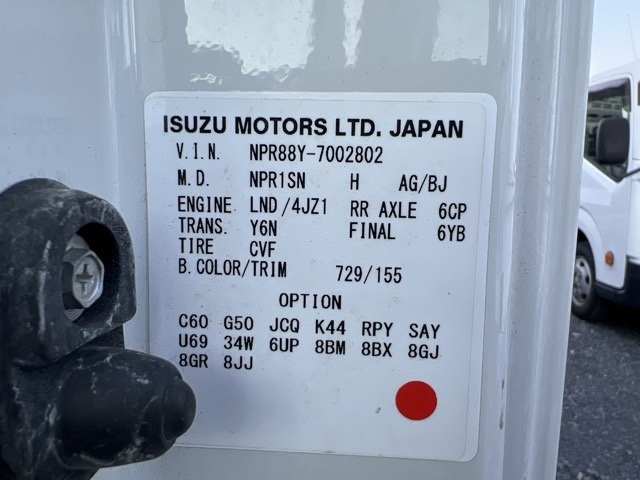 ISUZU MOTORS LTD. JAPAN
V.I.N. NPR88Y-7002802
M.D. NPR1SN H AG/BJ
ENGINE LND/4JZ1 RR AXLE 6CP
TRANS. Y6N FINAL 6YB
TIRE CVF
B.COLOR/TRIM 729/155
OPTION
C60 G50 JCQ K44 RPY SAY
U69 34W 6UP 8BM 8BX 8GJ
8GR 8JJ